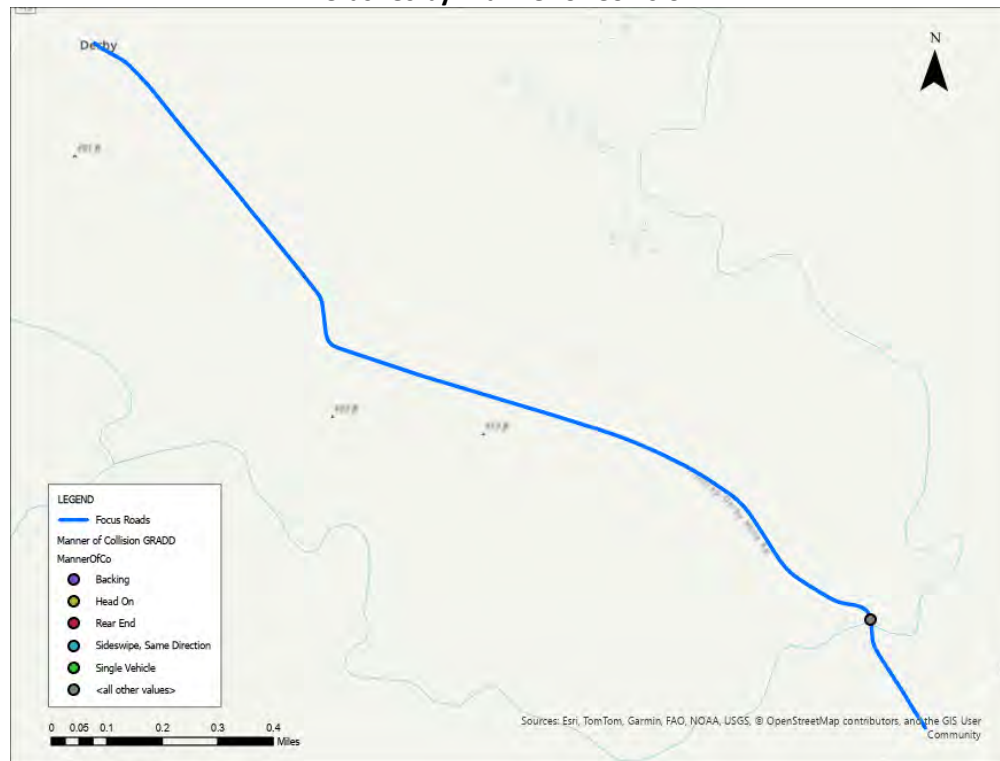 Derby
N
LEGEND
Focus Roads
Manner of Collision GRADD
MannerOfCo
Backing
Head On
Rear End
Sideswipe, Same Direction
Single Vehicle
<all other values>
0 0.05 0.1 0.2 0.3 0.4
Miles
Sources: Esri, TomTom, Garmin, FAO, NOAA, USGS, © OpenStreetMap contributors, and the GIS User
Community